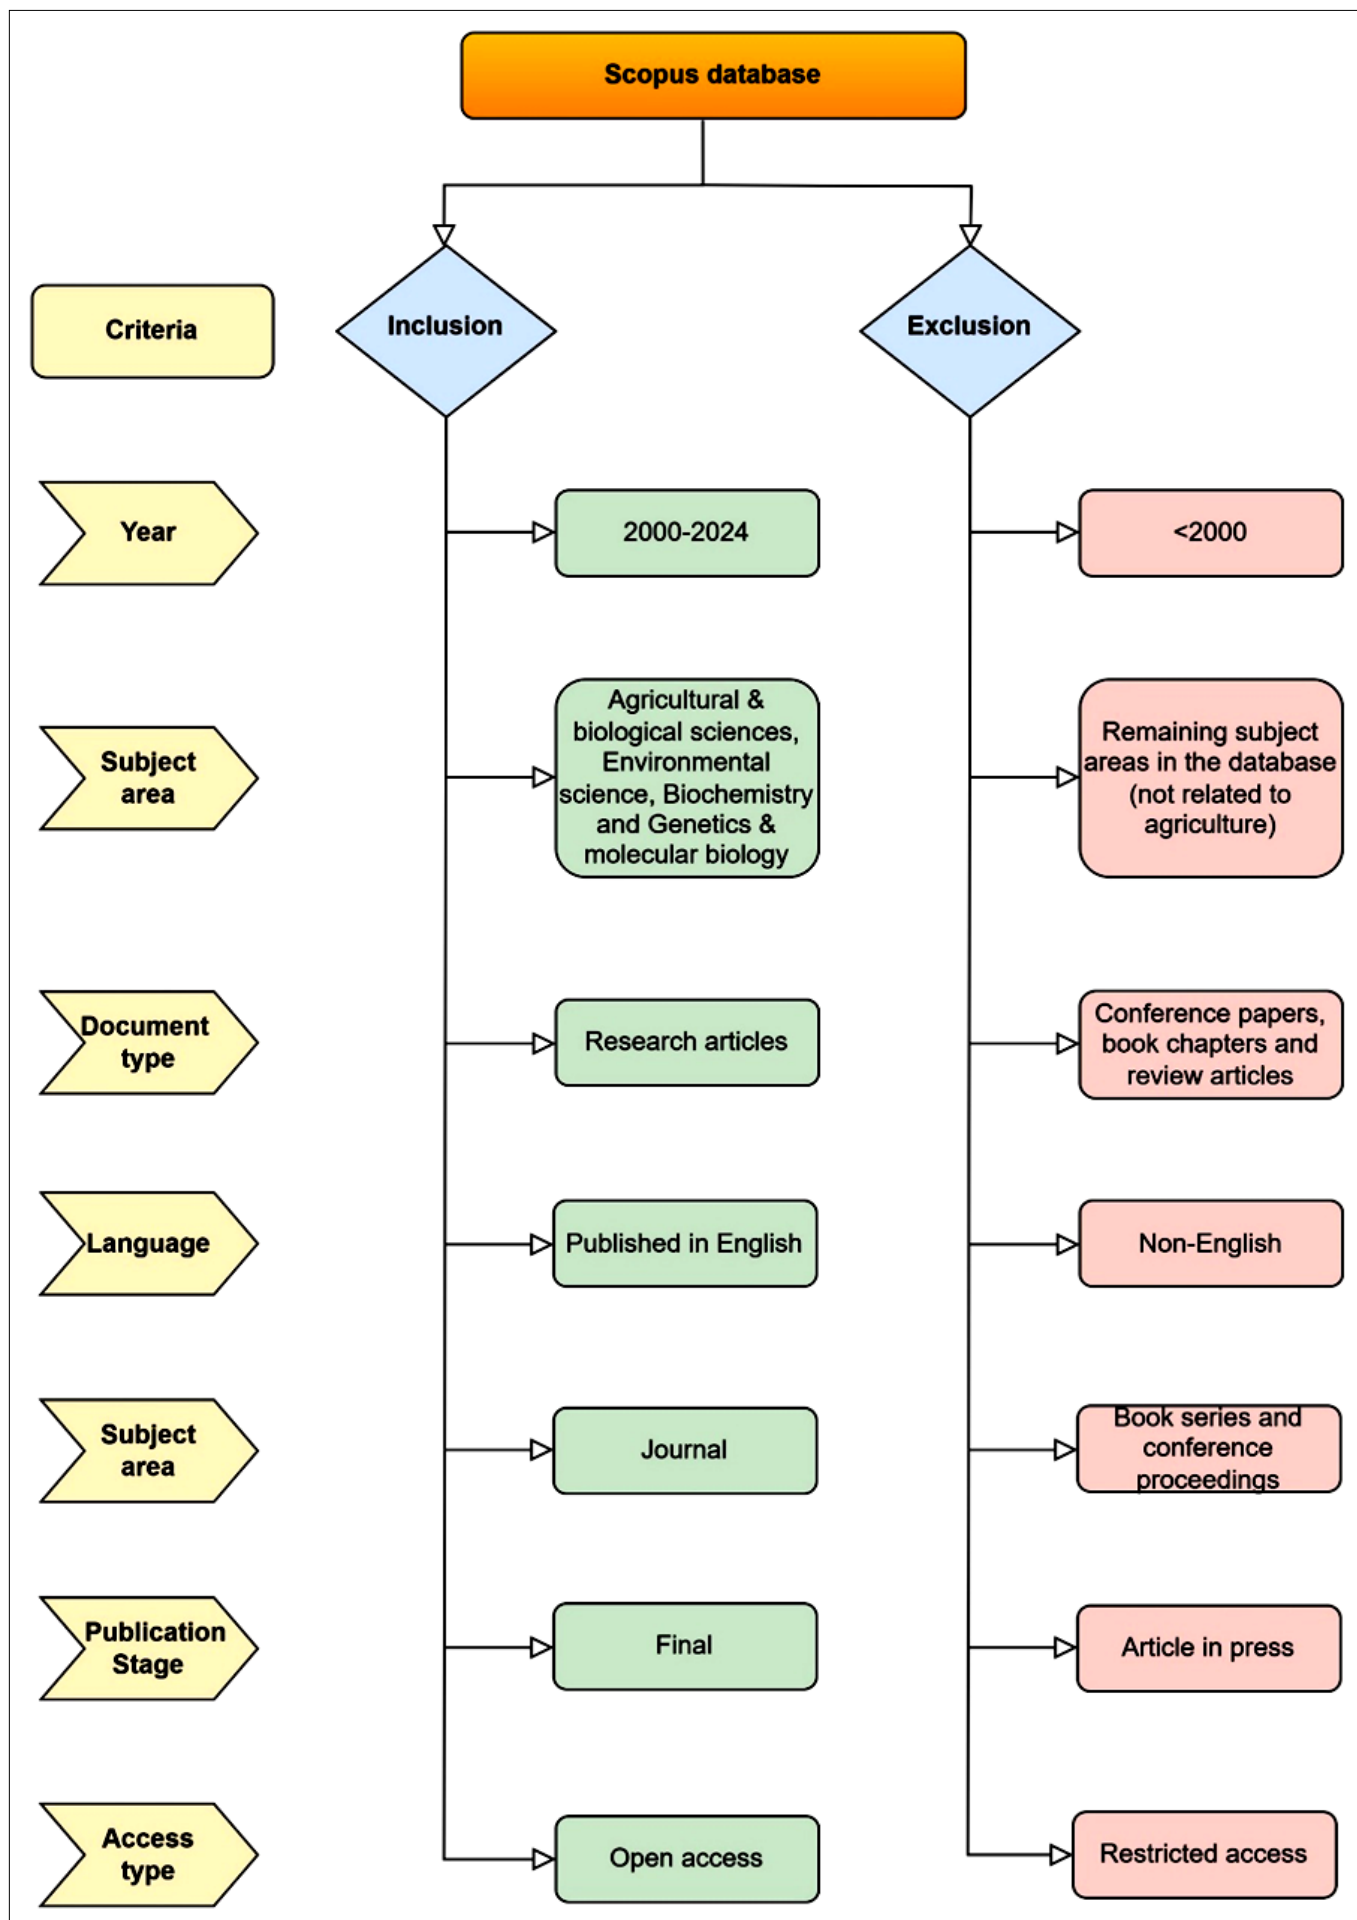 Scopus database
Criteria
Inclusion
Exclusion
Year
2000-2024
<2000
Subject
area
Agricultural &
biological sciences,
Environmental
science, Biochemistry
and Genetics &
molecular biology
Remaining subject
areas in the database
(not related to
agriculture)
Document
type
Research articles
Conference papers,
book chapters and
review articles
Language
Published in English
Non-English
Subject
area
Journal
Book series and
conference
proceedings
Publication
Stage
Final
Article in press
Access
type
Open access
Restricted access